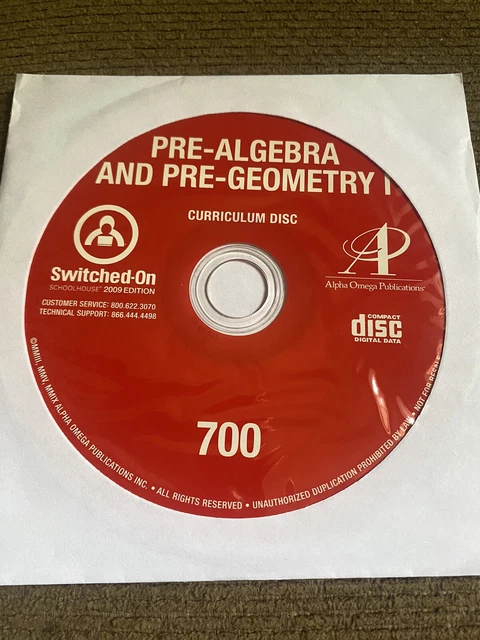 PRE-ALGEBRA
AND PRE-GEOMETRY I
CURRICULUM DISC
Switched-On
SCHOOLHOUSE® 2009 EDITION
CUSTOMER SERVICE: 800.622.3070
TECHNICAL SUPPORT: 866.444.4498
A
Alpha Omega Publications®
COMPACT
disc
DIGITAL DATA
700
©MMIII, MMV, MMIX ALPHA OMEGA PUBLICATIONS INC. • ALL RIGHTS RESERVED • UNAUTHORIZED DUPLICATION PROHIBITED BY LAW • NOT FOR RESALE